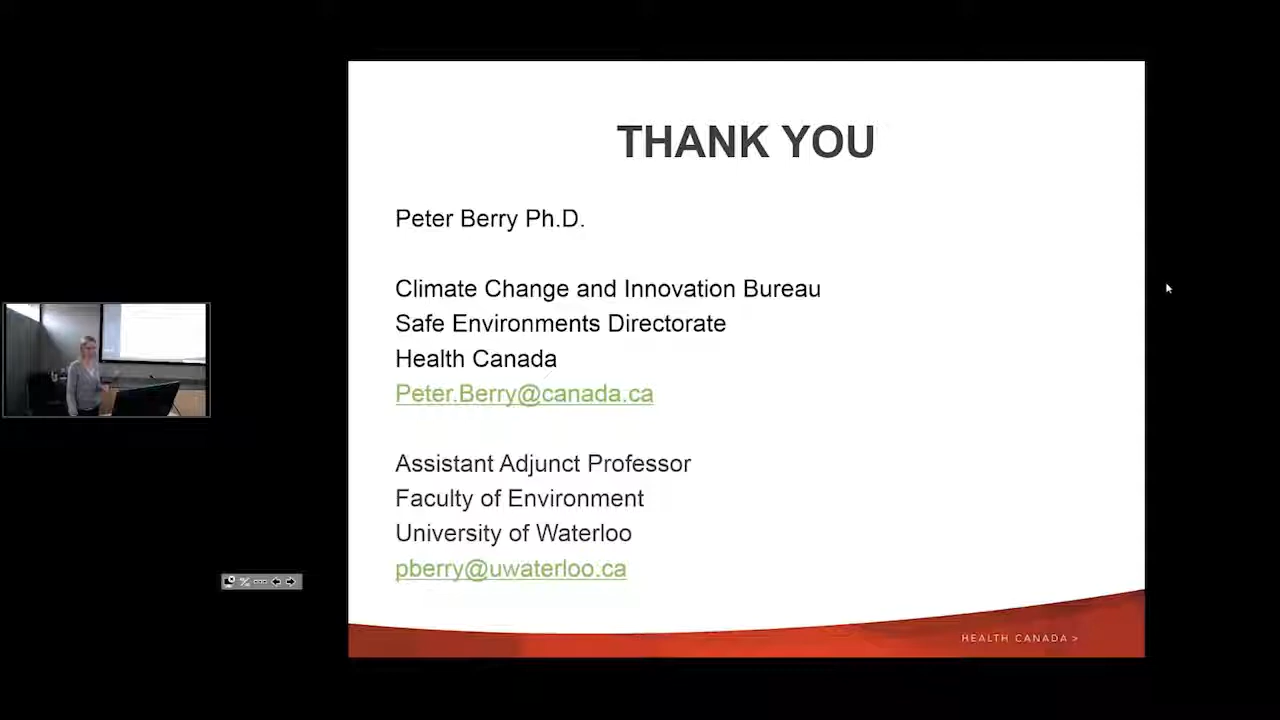 THANK YOU
Peter Berry Ph.D.
Climate Change and Innovation Bureau
Safe Environments Directorate
Health Canada
Peter.Berry@canada.ca
Assistant Adjunct Professor
Faculty of Environment
University of Waterloo
pberry@uwaterloo.ca
HEALTH CANADA >